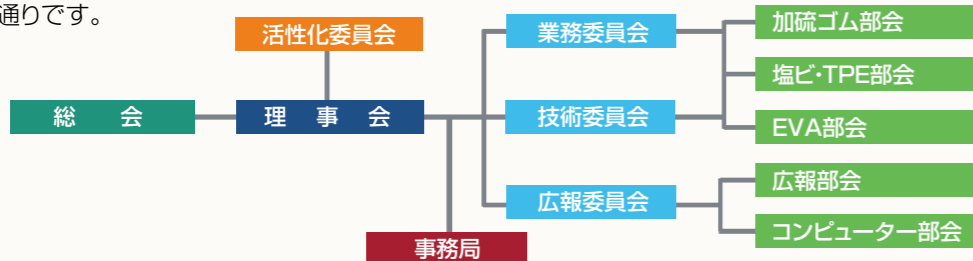 通りです。
活性化委員会
総　会
理　事　会
事務局
業務委員会
技術委員会
広報委員会
加硫ゴム部会
塩ビ・TPE部会
EVA部会
広報部会
コンピューター部会